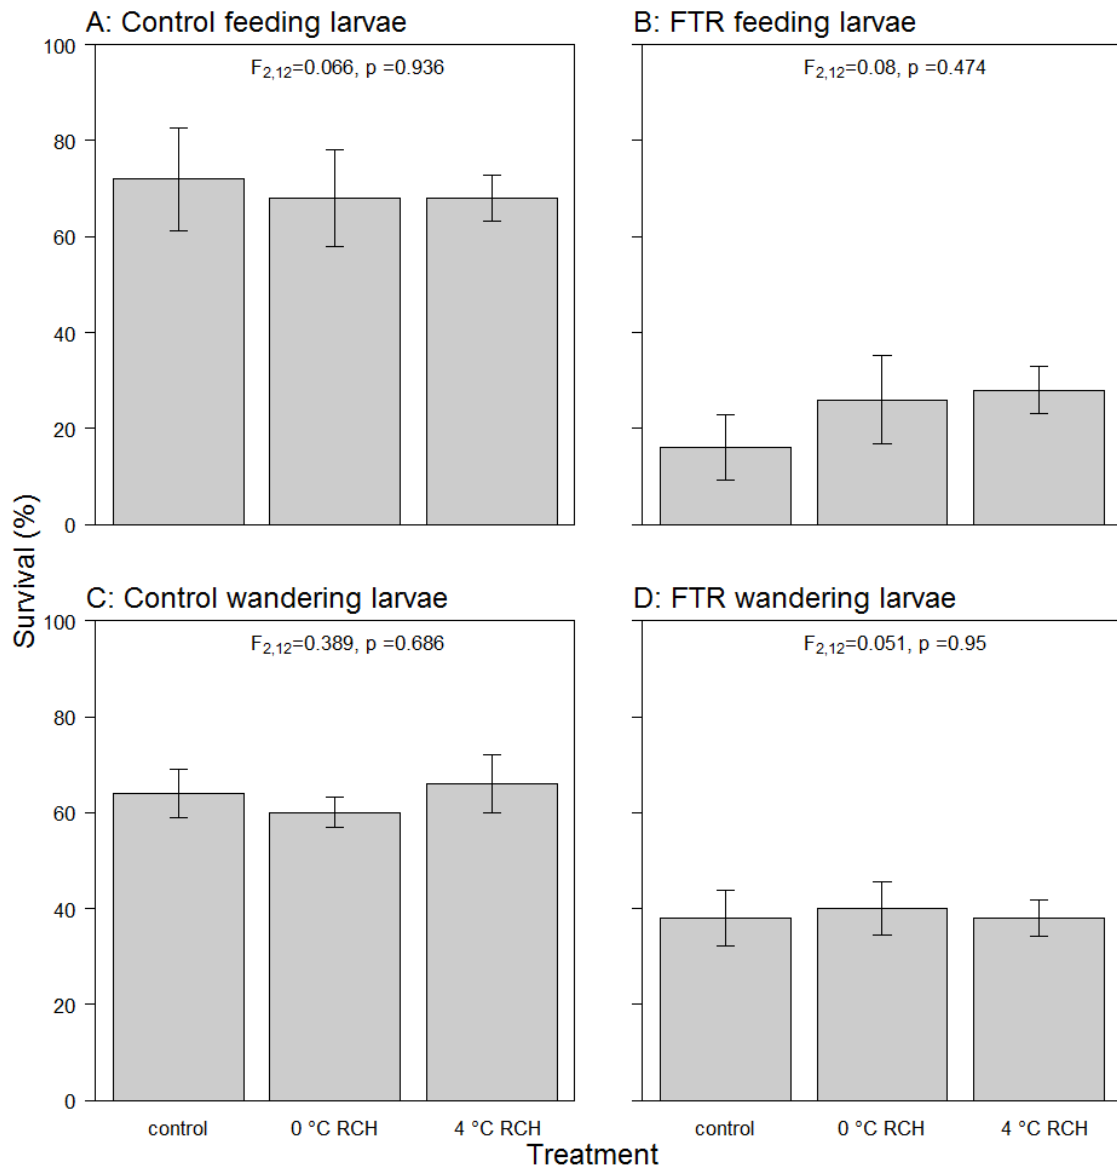 A: Control feeding larvae
F2,12=0.066, p =0.936
100
80
60
40
20
0
B: FTR feeding larvae
F2,12=0.08, p =0.474
Survival (%)
C: Control wandering larvae
F2,12=0.389, p =0.686
100
80
60
40
20
0
control
0 °C RCH
4 °C RCH
D: FTR wandering larvae
F2,12=0.051, p =0.95
control
0 °C RCH
4 °C RCH
Treatment